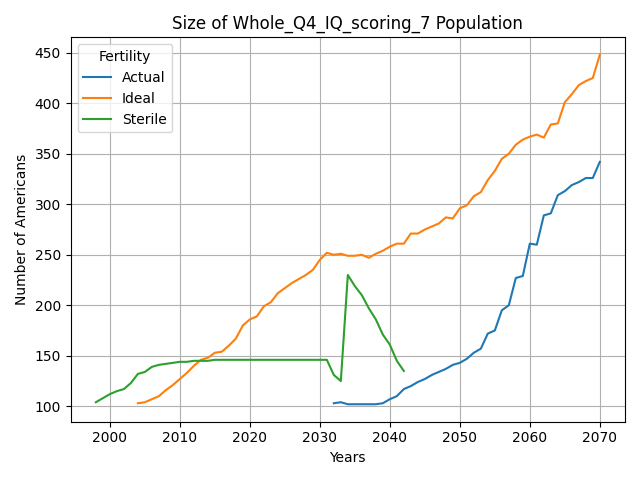 Size of Whole_Q4_IQ_scoring_7 Population
Fertility
Actual
Ideal
Sterile
Number of Americans
450
400
350
300
250
200
150
100
2000 2010 2020 2030 2040 2050 2060 2070
Years